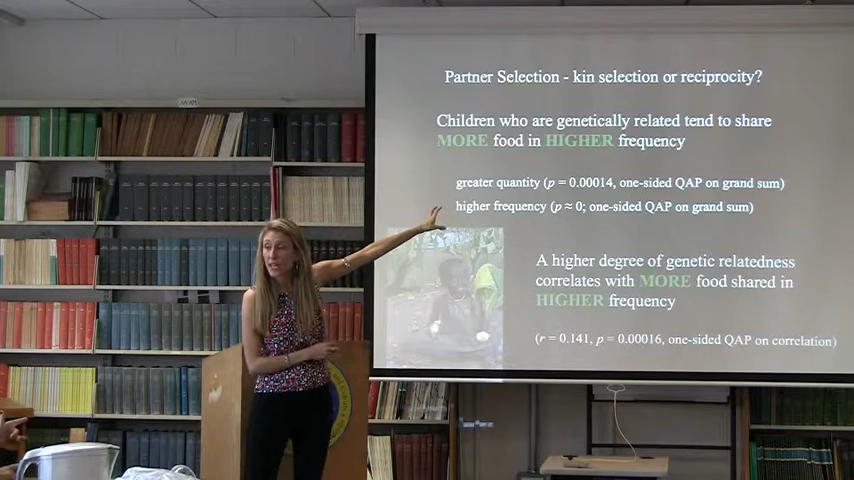 Partner Selection - kin selection or reciprocity?
Children who are genetically related tend to share
MORE food in HIGHER frequency
greater quantity (p = 0.00014, one-sided QAP on grand sum)
higher frequency (p ≈ 0; one-sided QAP on grand sum)
A higher degree of genetic relatedness
correlates with MORE food shared in
HIGHER frequency
(r = 0.141, p = 0.00016, one-sided QAP on correlation)